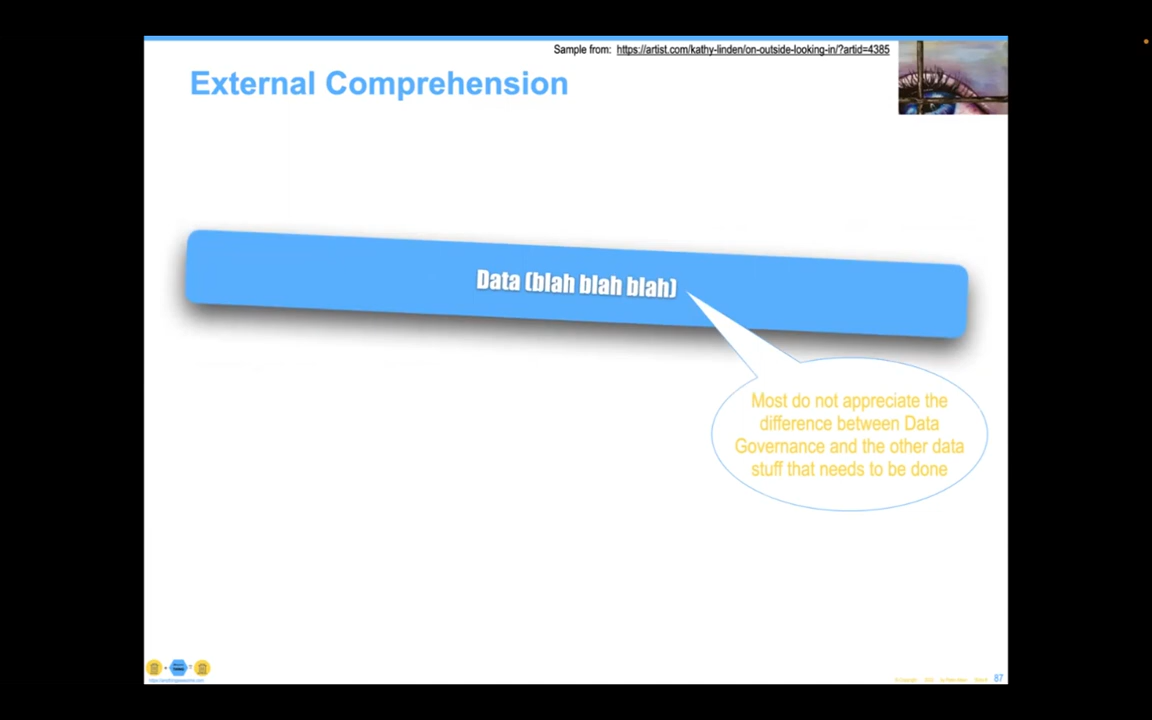 Sample from: https://artist.com/kathy-linden/on-outside-looking-in/?artid=4385
External Comprehension
Data (blah blah blah)
Most do not appreciate the
difference between Data
Governance and the other data
stuff that needs to be done
87